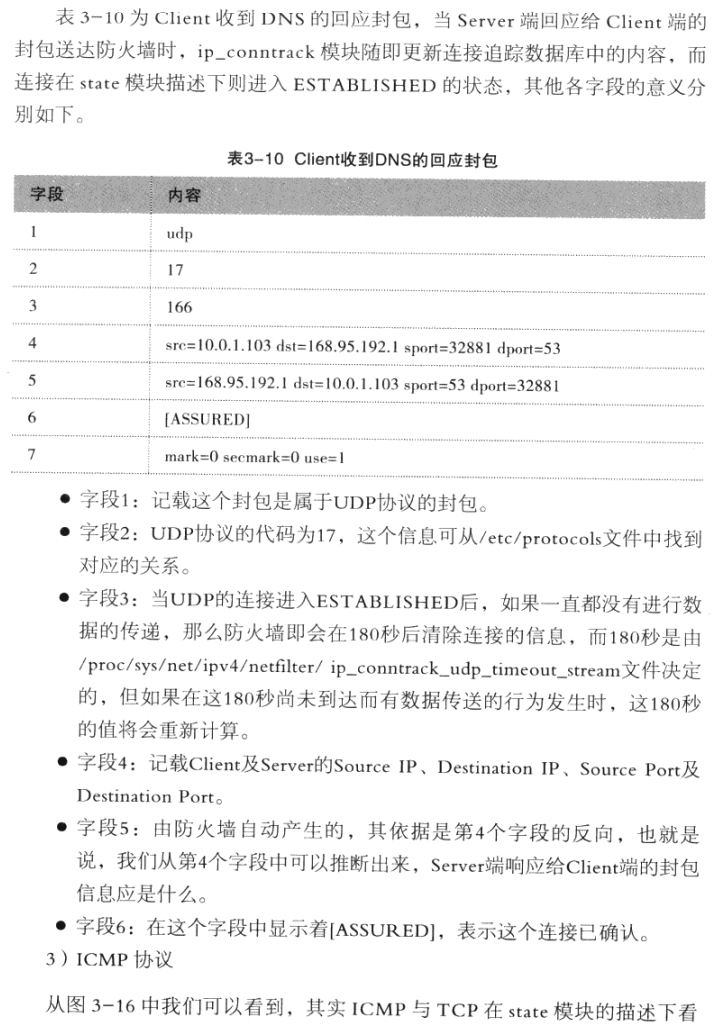 表 3-10 为 Client 收到 DNS 的回应封包，当 Server 端回应给 Client 端的
封包送达防火墙时，ip_conntrack 模块随即更新连接追踪数据库中的内容，而
连接在 state 模块描述下则进入 ESTABLISHED 的状态，其他各字段的意义分
别如下。
表3-10 Client收到DNS的回应封包
字段 内容
1 udp
2 17
3 166
4 src=10.0.1.103 dst=168.95.192.1 sport=32881 dport=53
5 src=168.95.192.1 dst=10.0.1.103 sport=53 dport=32881
6 [ASSURED]
7 mark=0 secmark=0 use=1
● 字段1：记载这个封包是属于UDP协议的封包。
● 字段2：UDP协议的代码为17，这个信息可从/etc/protocols文件中找到
对应的关系。
● 字段3：当UDP的连接进入ESTABLISHED后，如果一直都没有进行数
据的传递，那么防火墙即会在180秒后清除连接的信息，而180秒是由
/proc/sys/net/ipv4/netfilter/ ip_conntrack_udp_timeout_stream文件决定
的，但如果在这180秒尚未到达而有数据传送的行为发生时，这180秒
的值将会重新计算。
● 字段4：记载Client及Server的Source IP、Destination IP、Source Port及
Destination Port。
● 字段5：由防火墙自动产生的，其依据是第4个字段的反向，也就是
说，我们从第4个字段中可以推断出来，Server端响应给Client端的封包
信息应是什么。
● 字段6：在这个字段中显示着[ASSURED]，表示这个连接已确认。
3）ICMP 协议
从图 3-16 中我们可以看到，其实 ICMP 与 TCP 在 state 模块的描述下看